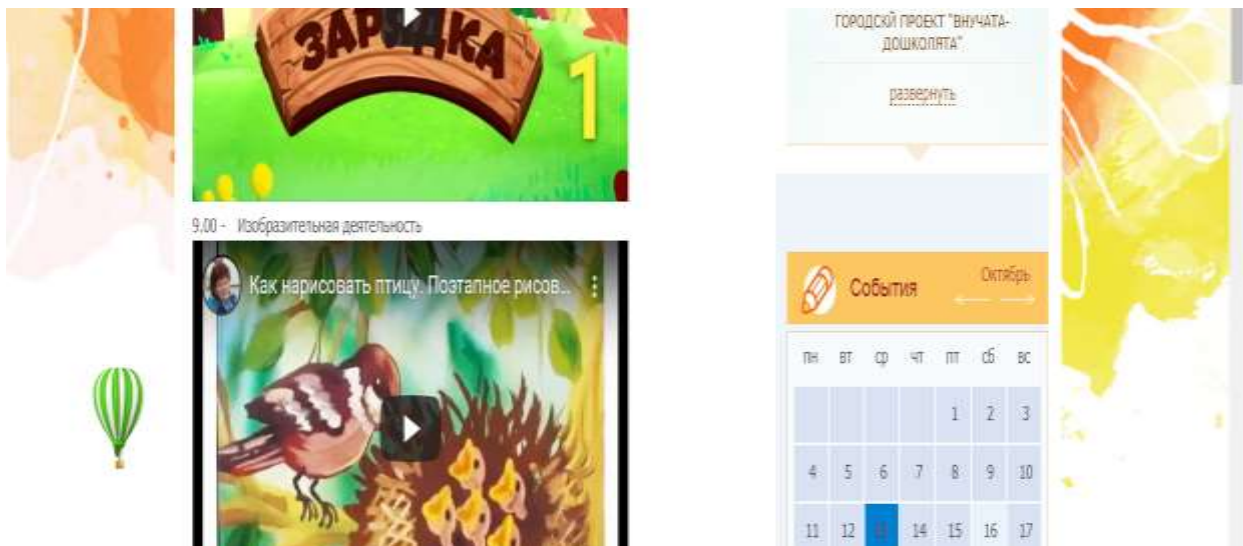 ЗАРЯДКА
1
9.00 - Изобразительная деятельность
Как нарисовать птицу. Поэтапное рисов...
ГОРОДСКЙ ПРОЕКТ "ВНУЧАТА-
ДОШКОЛЯТА"
развернуть
События
Октябрь
пн вт ср чт пт сб вс
1 2 3
4 5 6 7 8 9 10
11 12 13 14 15 16 17